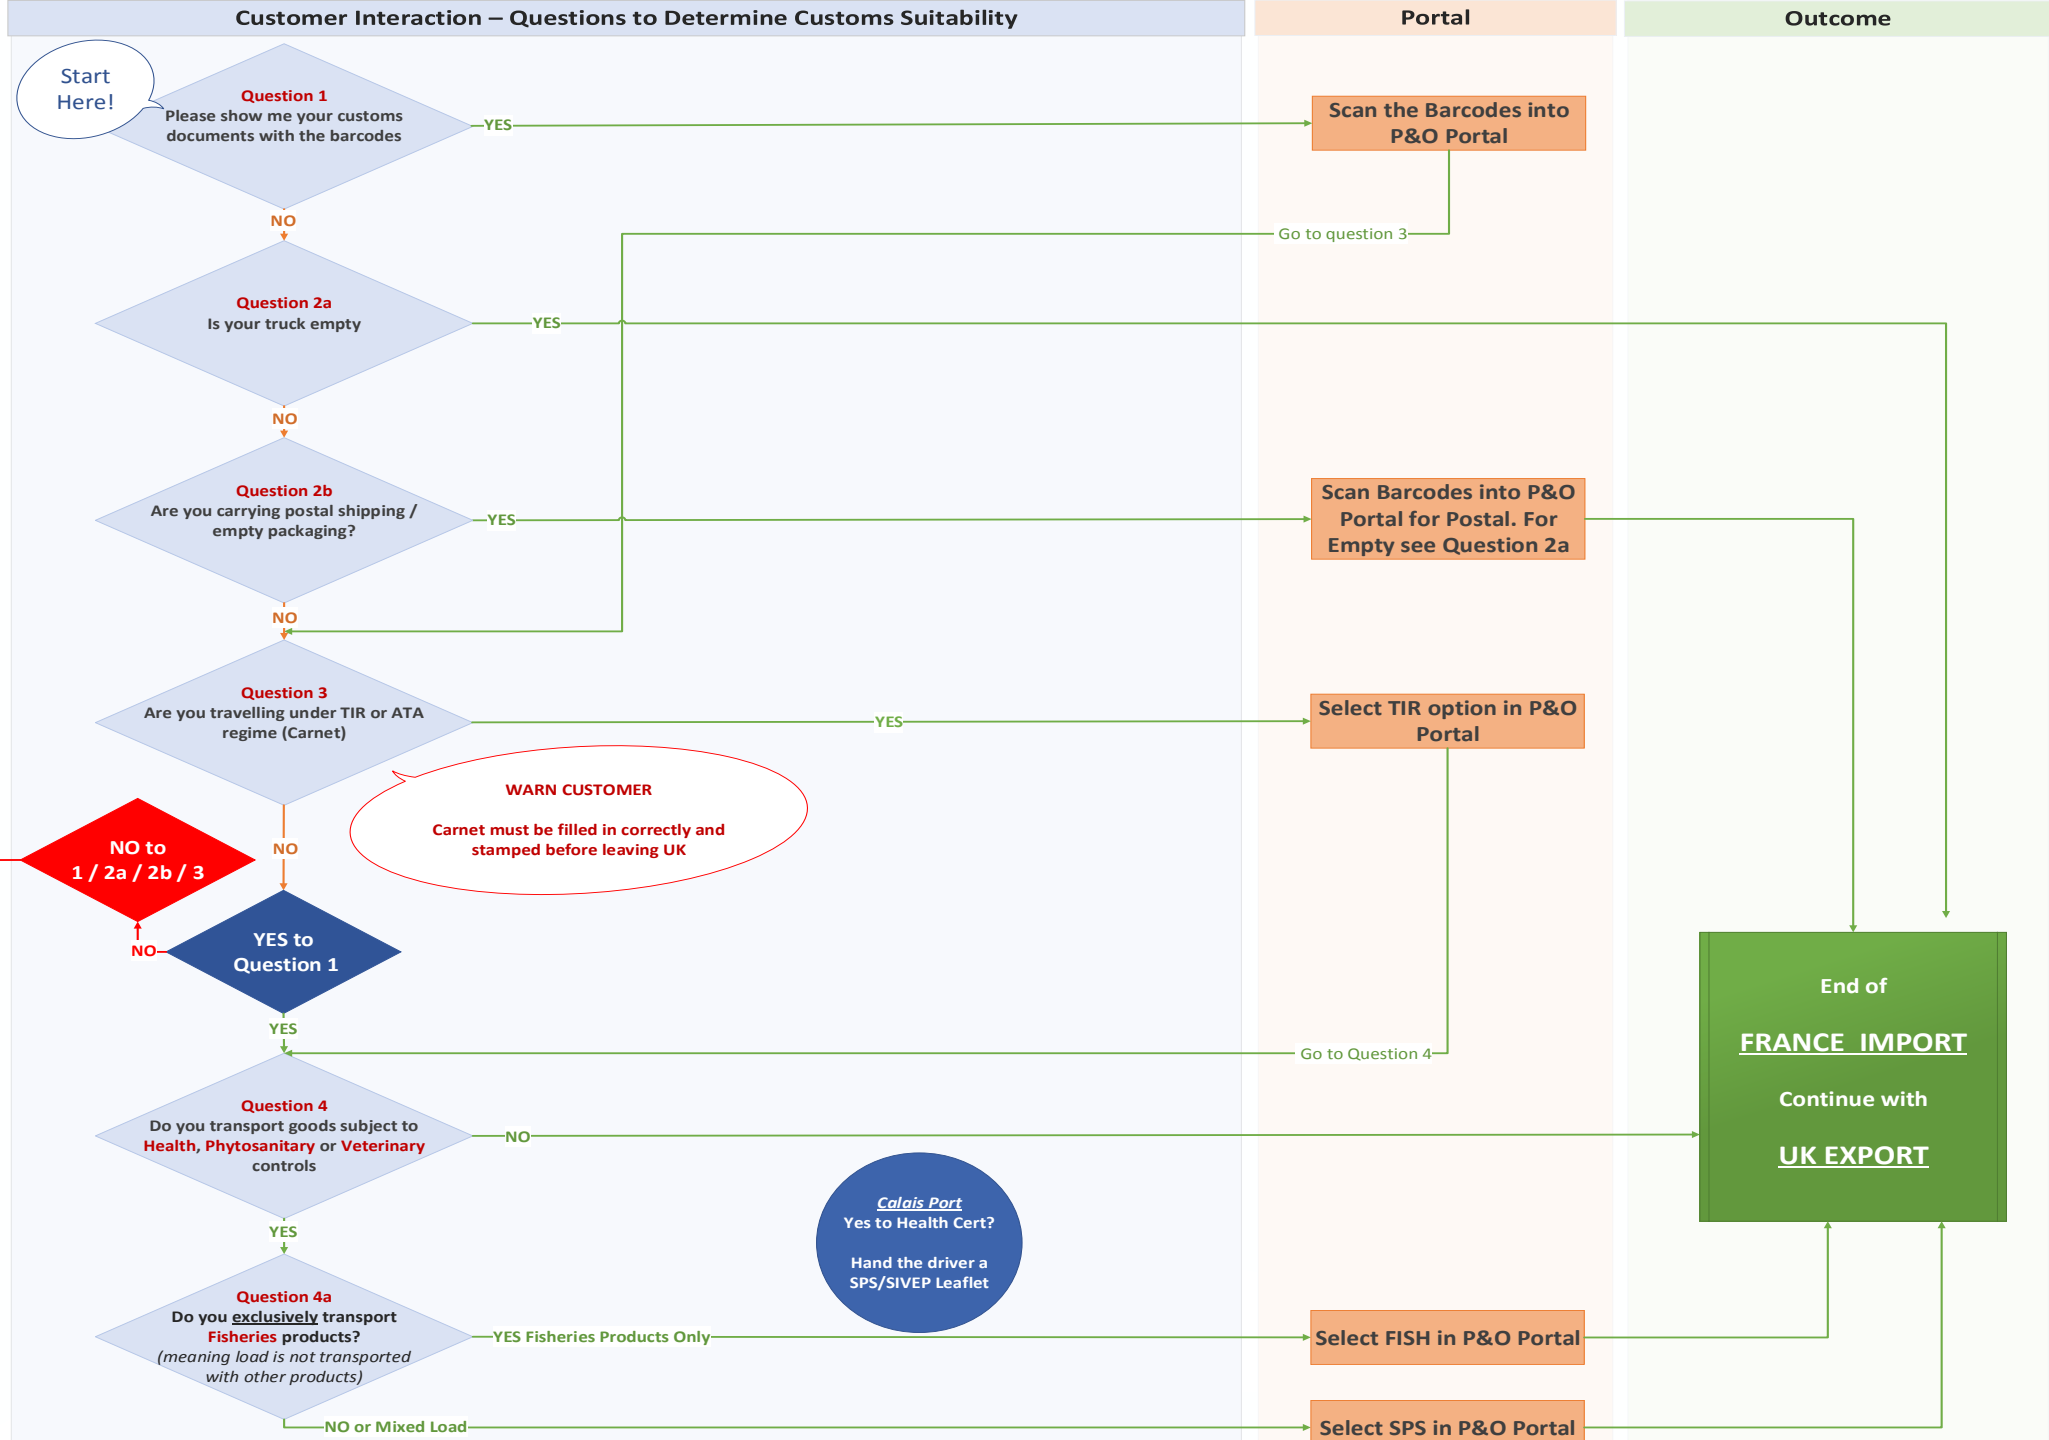 Customer Interaction – Questions to Determine Customs Suitability
Portal
Outcome
Start
Here!
Question 1
Please show me your customs
documents with the barcodes
YES
Scan the Barcodes into
P&O Portal
NO
Go to question 3
Question 2a
Is your truck empty
YES
NO
Question 2b
Are you carrying postal shipping /
empty packaging?
YES
Scan Barcodes into P&O
Portal for Postal. For
Empty see Question 2a
NO
Question 3
Are you travelling under TIR or ATA
regime (Carnet)
YES
Select TIR option in P&O
Portal
WARN CUSTOMER
Carnet must be filled in correctly and
stamped before leaving UK
NO
NO to
1 / 2a / 2b / 3
NO
YES to
Question 1
YES
Go to Question 4
End of
FRANCE IMPORT
Continue with
UK EXPORT
Question 4
Do you transport goods subject to
Health, Phytosanitary or Veterinary
controls
NO
YES
Calais Port
Yes to Health Cert?
Hand the driver a
SPS/SIVEP Leaflet
Question 4a
Do you exclusively transport
Fisheries products?
(meaning load is not transported
with other products)
YES Fisheries Products Only
Select FISH in P&O Portal
NO or Mixed Load
Select SPS in P&O Portal